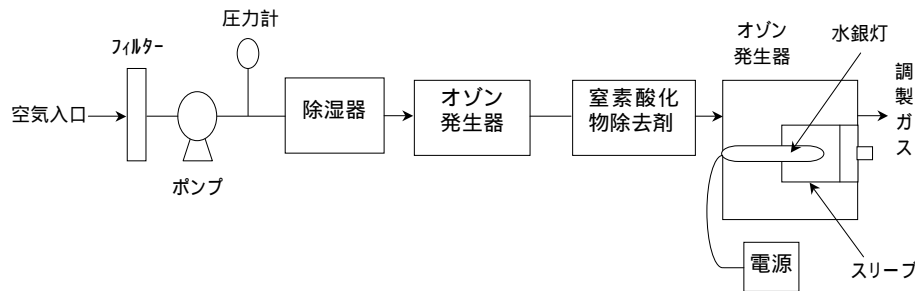 圧力計
フィルター
空気入口
ポンプ
除湿器
オゾン
発生器
窒素酸化
物除去剤
オゾン
発生器
水銀灯
調製ガス
電源
スリーブ